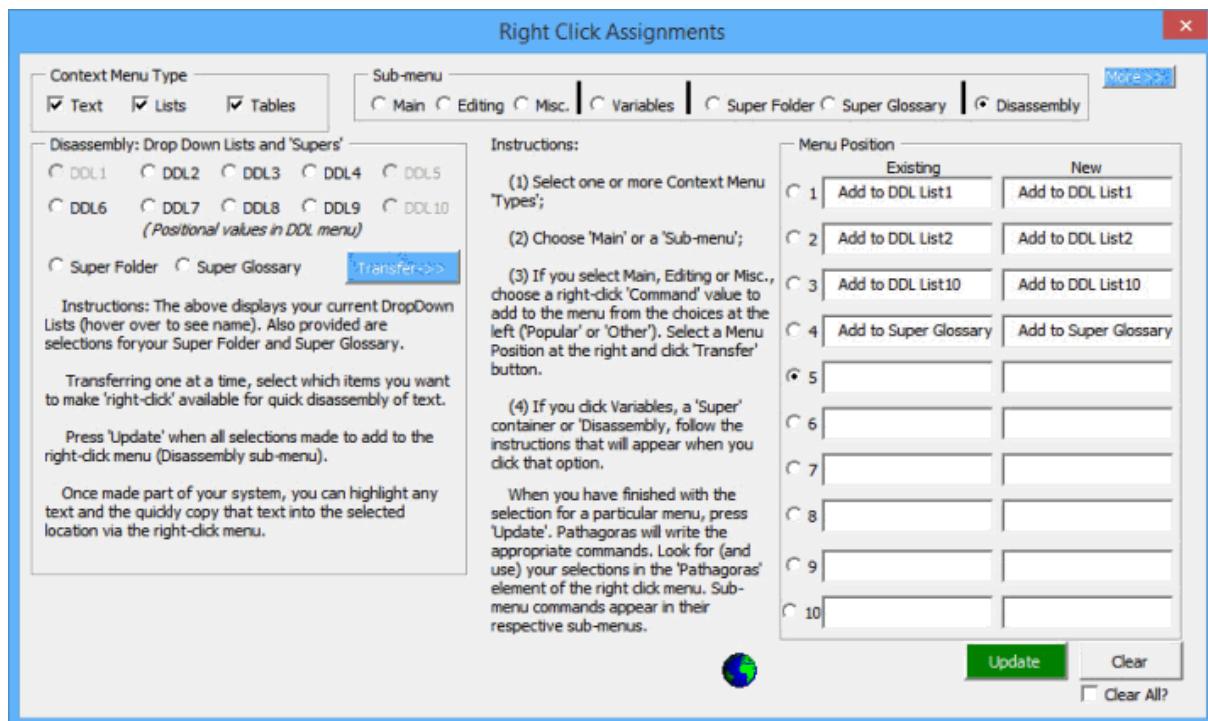 Right Click Assignments
Context Menu Type
Text Lists Tables
Sub-menu
Main Editing Misc. Variables Super Folder Super Glossary Disassembly
More >>
Disassembly: Drop Down Lists and 'Supers'
DDL1 DDL2 DDL3 DDL4 DDL5
DDL6 DDL7 DDL8 DDL9 DDL10
( Positional values in DDL menu)
Super Folder Super Glossary Transfer->>
Instructions: The above displays your current DropDown
Lists (hover over to see name). Also provided are
selections foryour Super Folder and Super Glossary.
Transferring one at a time, select which items you want
to make 'right-click' available for quick disassembly of text.
Press 'Update' when all selections made to add to the
right-click menu (Disassembly sub-menu).
Once made part of your system, you can highlight any
text and the quickly copy that text into the selected
location via the right-click menu.
Instructions:
(1) Select one or more Context Menu
'Types';
(2) Choose 'Main' or a 'Sub-menu';
(3) If you select Main, Editing or Misc.,
choose a right-click 'Command' value to
add to the menu from the choices at the
left ('Popular' or 'Other'). Select a Menu
Position at the right and click 'Transfer'
button.
(4) If you click Variables, a 'Super'
container or 'Disassembly, follow the
instructions that will appear when you
click that option.
When you have finished with the
selection for a particular menu, press
'Update'. Pathagoras will write the
appropriate commands. Look for (and
use) your selections in the 'Pathagoras'
element of the right click menu. Sub-
menu commands appear in their
respective sub-menus.
Menu Position
Existing New
1 Add to DDL List1 Add to DDL List1
2 Add to DDL List2 Add to DDL List2
3 Add to DDL List10 Add to DDL List10
4 Add to Super Glossary Add to Super Glossary
5
6
7
8
9
10
Update Clear
Clear All?